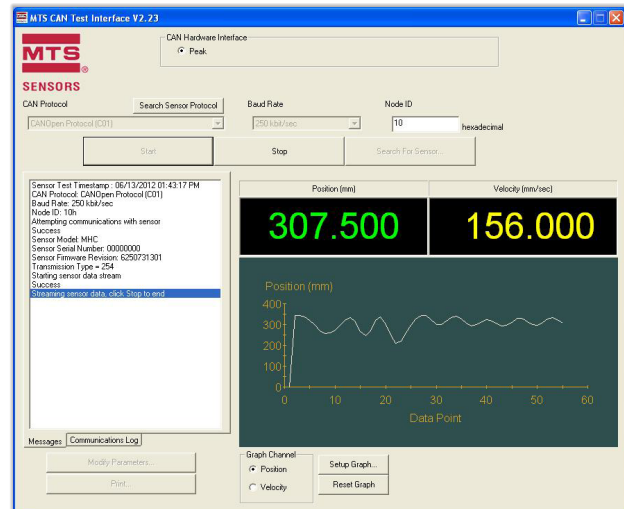 MTS CAN Test Interface V2.23
CAN Hardware Interface
Peak
MTS
®
SENSORS
CAN Protocol
Search Sensor Protocol
Baud Rate
Node ID
CANOpen Protocol (C01)
250 kbit/sec
10
hexadecimal
Start
Stop
Search For Sensor...
Sensor Test Timestamp : 06/13/2012 01:43:17 PM
CAN Protocol: CANOpen Protocol (C01)
Baud Rate: 250 kbit/sec
Node ID: 10h
Attempting communications with sensor
Success
Sensor Model: MHC
Sensor Serial Number: 00000000
Sensor Firmware Revision: 6250731301
Transmission Type = 254
Starting sensor data stream
Success
Streaming sensor data, click Stop to end
Messages
Communications Log
Modify Parameters...
Print...
Position (mm)
Velocity (mm/sec)
307.500
156.000
Position (mm)
400
300
200
100
0
0 10 20 30 40 50 60
Data Point
Graph Channel
Position
Velocity
Setup Graph...
Reset Graph